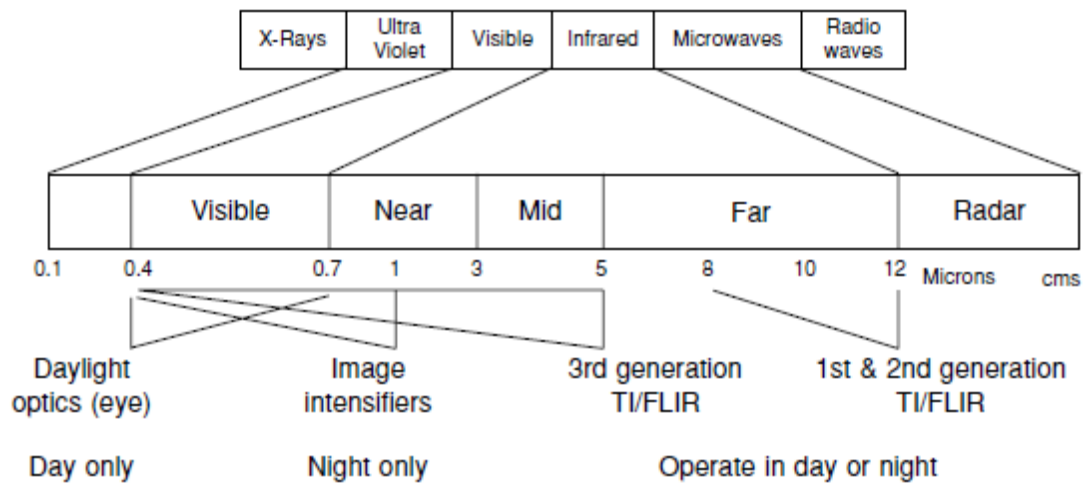 X-Rays
Ultra
Violet
Visible
Infrared
Microwaves
Radio
waves
Visible
Near
Mid
Far
Radar
0.1
0.4
0.7
1
3
5
8
10
12
Microns
cms
Daylight
optics (eye)
Image
intensifiers
3rd generation
TI/FLIR
1st & 2nd generation
TI/FLIR
Day only
Night only
Operate in day or night